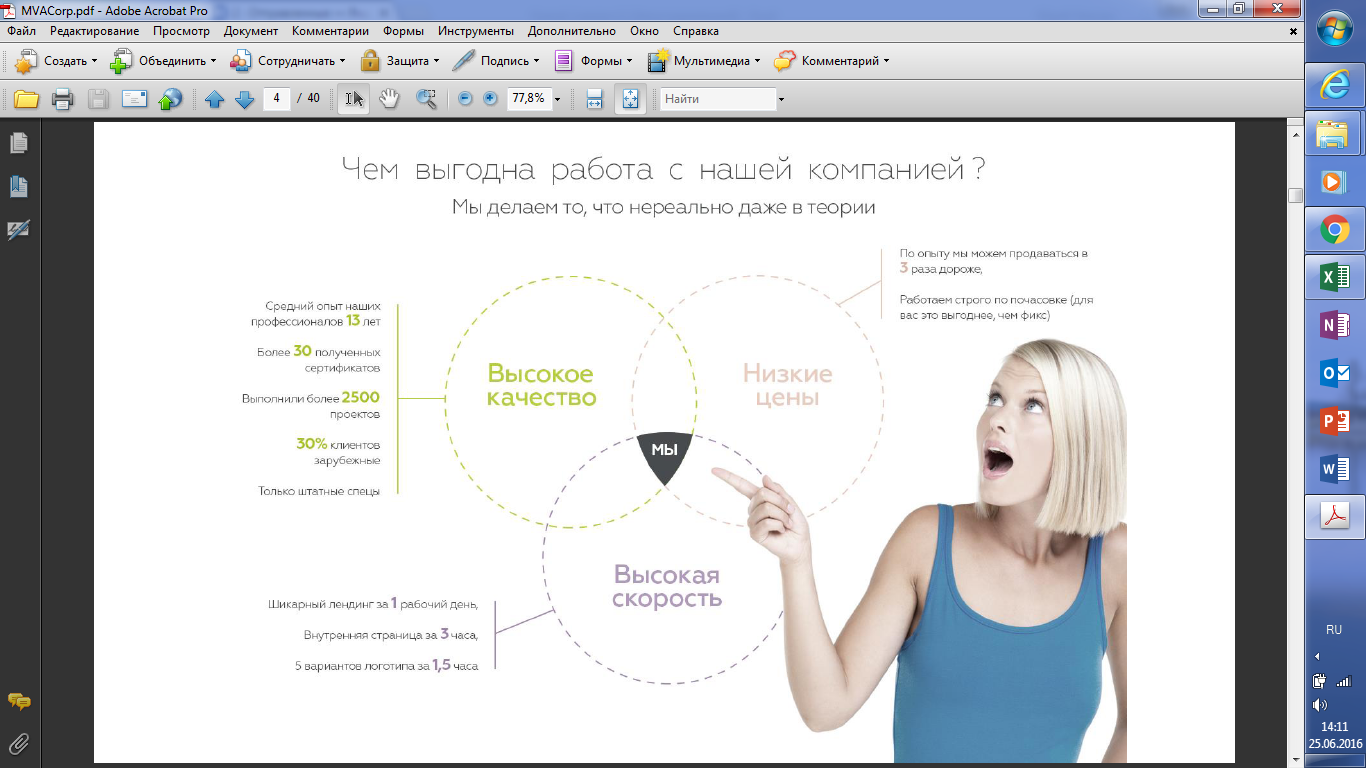 MVACorp.pdf - Adobe Acrobat Pro
Файл Редактирование Просмотр Документ Комментарии Формы Инструменты Дополнительно Окно Справка
Создать Объединить Сотрудничать Защита Подпись Формы Мультимедиа Комментарий
4 / 40 77,8% Найти
Чем выгодна работа с нашей компанией ?
Мы делаем то, что нереально даже в теории
По опыту мы можем продаваться в
3 раза дороже,
Работаем строго по почасовке (для
вас это выгоднее, чем фикс)
Средний опыт наших
профессионалов 13 лет
Более 30 полученных
сертификатов
Выполнили более 2500
проектов
30% клиентов
зарубежные
Только штатные спецы
Высокое
качество
Низкие
цены
МЫ
Высокая
скорость
Шикарный лендинг за 1 рабочий день,
Внутренняя страница за 3 часа,
5 вариантов логотипа за 1,5 часа
RU
14:11
25.06.2016